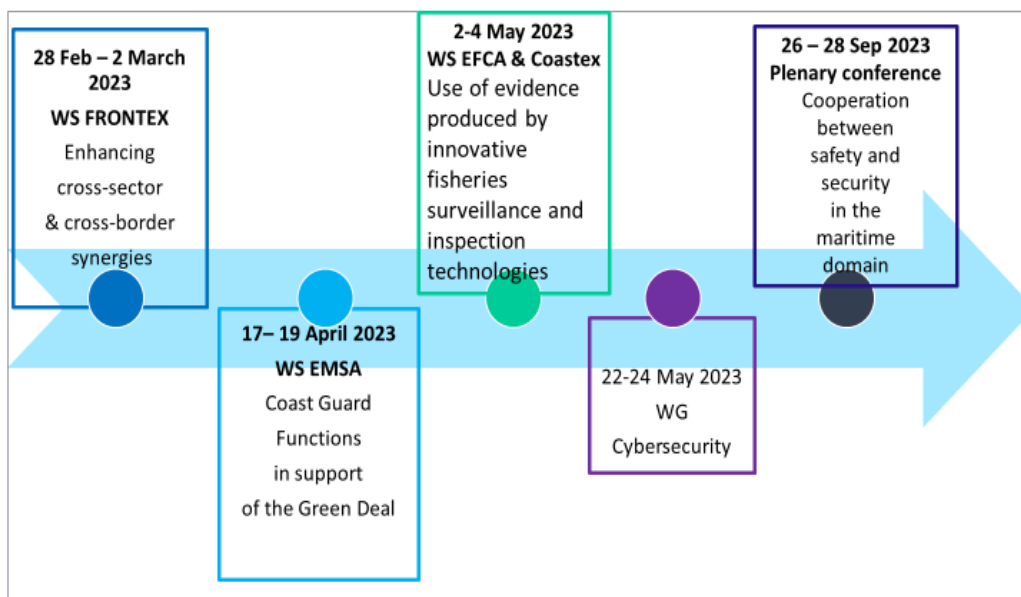 28 Feb – 2 March
2023
WS FRONTEX
Enhancing
cross-sector
& cross-border
synergies
17– 19 April 2023
WS EMSA
Coast Guard
Functions
in support
of the Green Deal
2-4 May 2023
WS EFCA & Coastex
Use of evidence
produced by
innovative
fisheries
surveillance and
inspection
technologies
22-24 May 2023
WG
Cybersecurity
26 – 28 Sep 2023
Plenary conference
Cooperation
between
safety and
security
in the
maritime
domain